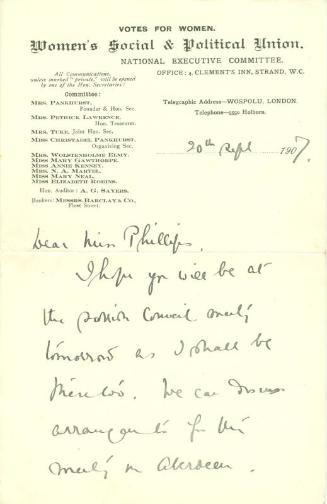 VOTES FOR WOMEN.
Women's Social & Political Union.
NATIONAL EXECUTIVE COMMITTEE.
OFFICE: 4, CLEMENT'S INN, STRAND, W.C.
All Communications,
unless marked "private," will be opened
by one of the Hon. Secretaries:
Committee:
MRS. PANKHURST,
Founder & Hon. Sec.
MRS. PETHICK LAWRENCE,
Hon. Treasurer.
MRS. TUKE, Joint Hon. Sec.
MISS CHRISTABEL PANKHURST,
Organising Sec.
MRS. WOLSTENHOLME ELMY.
MISS MARY GAWTHORPE.
MISS ANNIE KENNEY.
MRS. N. A. MARTEL.
MISS MARY NEAL.
MISS ELIZABETH ROBINS.
Hon. Auditor: A. G. SAYERS.
Bankers: MESSRS. BARCLAY & CO.,
Fleet Street.
Telegraphic Address—WOSPOLU, LONDON.
Telephone—5550 Holborn.
20th Sept 1907.
Dear Miss Phillips,
I hope you will be at
the Scottish Council meeting
tomorrow as I shall be
there too. We can discuss
arrangements for the
meeting in Aberdeen.